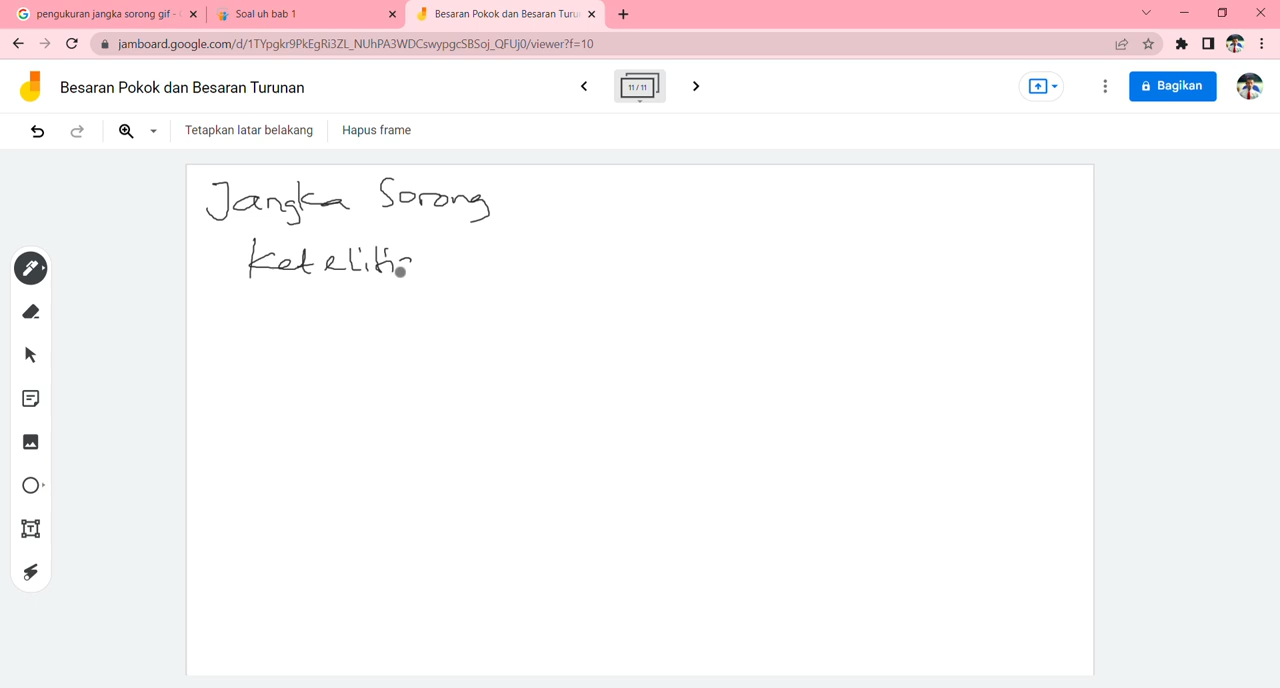 pengukuran jangka sorong gif -
Soal uh bab 1
Besaran Pokok dan Besaran Turu
jamboard.google.com/d/1TYpgkr9PkEgRi3ZL_NUhPA3WDCswypgcSBSoj_QFUj0/viewer?f=10
Besaran Pokok dan Besaran Turunan
11 / 11
Bagikan
Tetapkan latar belakang
Hapus frame
Jangka Sorong
Keteliti